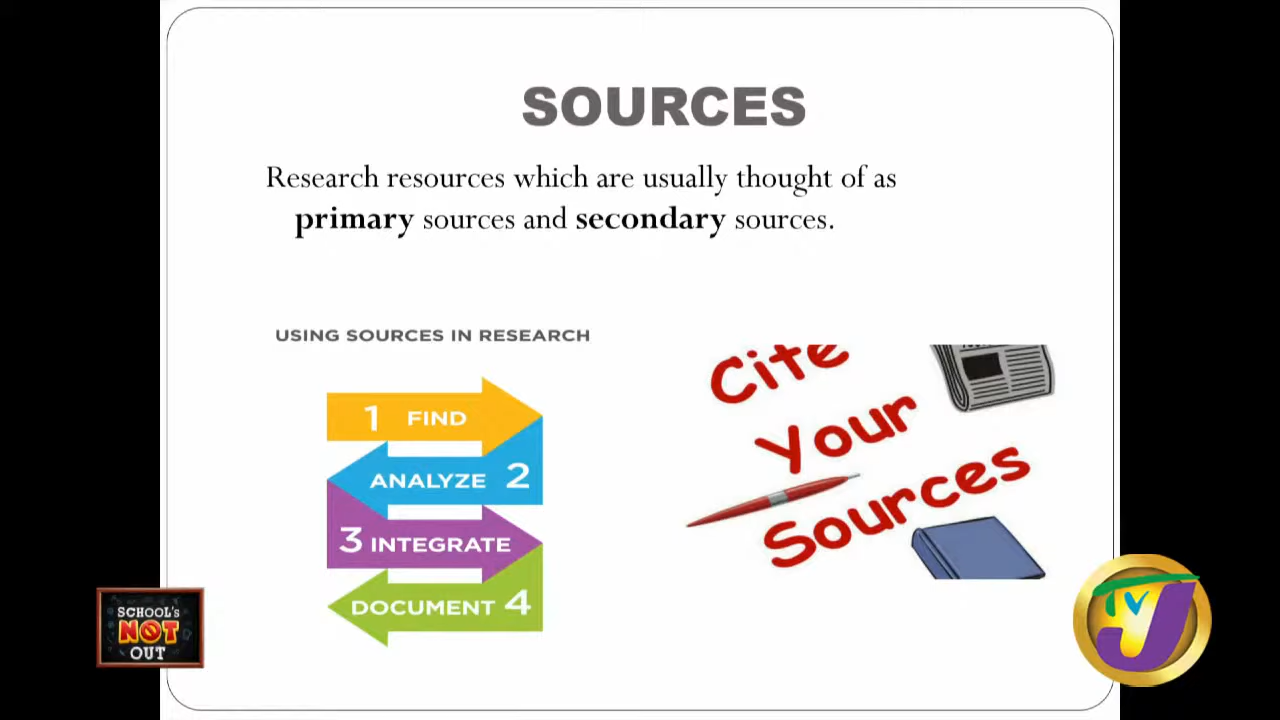 SOURCES
Research resources which are usually thought of as
primary sources and secondary sources.
USING SOURCES IN RESEARCH
1 FIND
ANALYZE 2
3 INTEGRATE
DOCUMENT 4
Cite
Your
Sources
SCHOOL's
NOT
OUT
TVJ